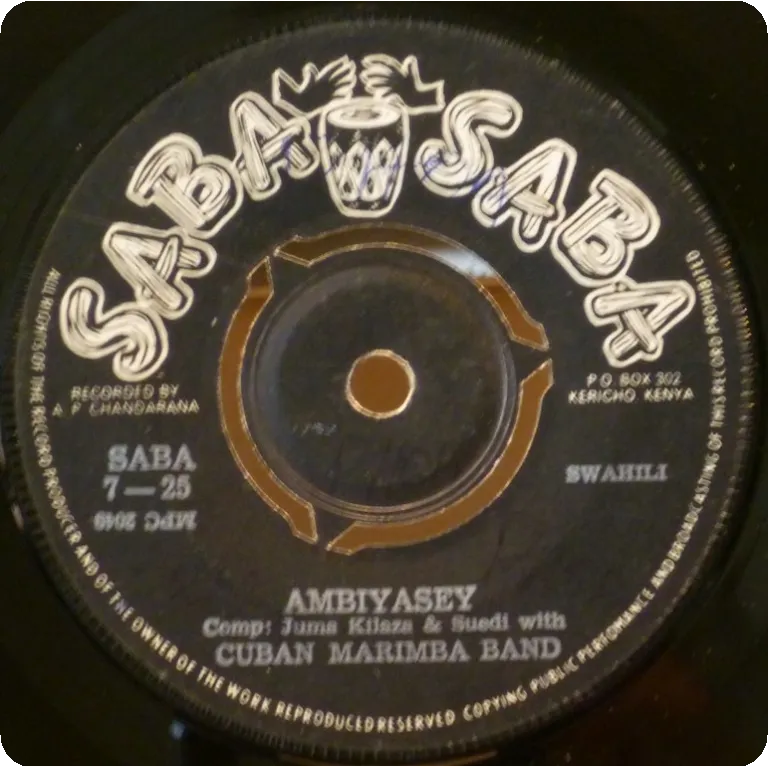 SABA SABA
RECORDED BY
A. P. CHANDARANA
P O BOX 302
KERICHO KENYA
SABA
7 — 25
MPC 2049
SWAHILI
AMBIYASEY
Comp: Juma Kilaza & Suedi with
CUBAN MARIMBA BAND
ALL RIGHTS OF THE RECORD PRODUCER AND OF THE OWNER OF THE WORK REPRODUCED RESERVED COPYING PUBLIC PERFOMANCE AND BROADCASTING OF THIS RECORD PROHIBITED